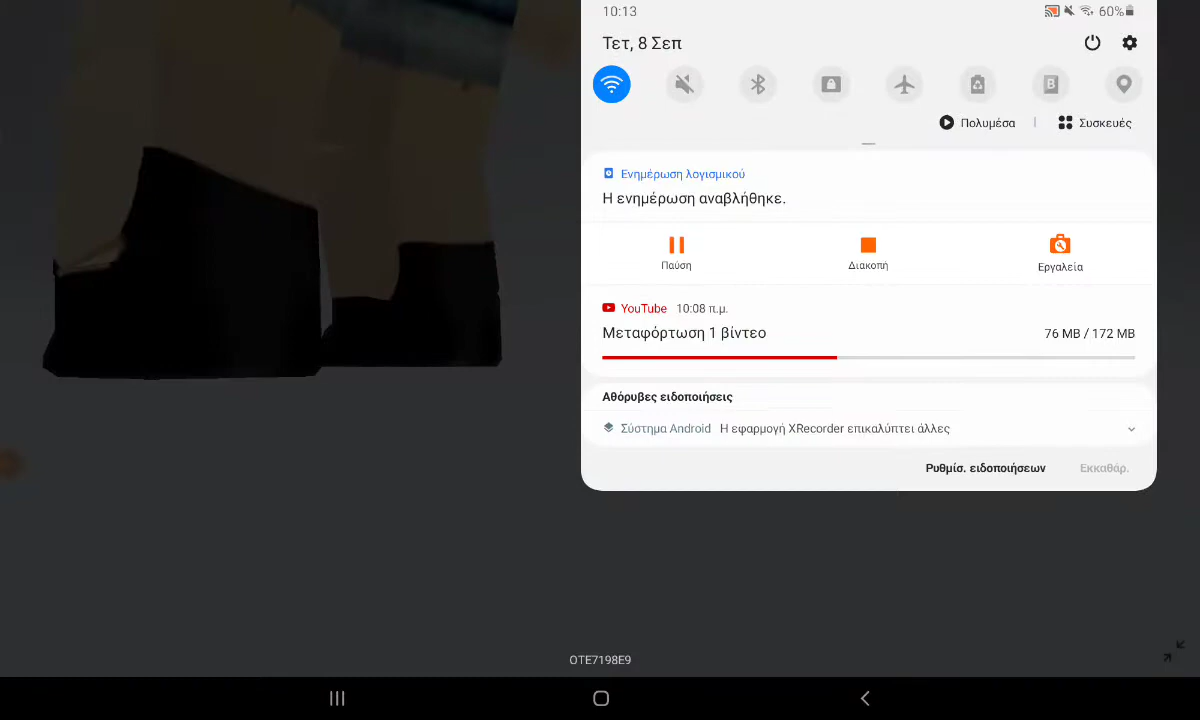 10:13
60%
Τετ, 8 Σεπ
Πολυμέσα
Συσκευές
Ενημέρωση λογισμικού
Η ενημέρωση αναβλήθηκε.
Παύση
Διακοπή
Εργαλεία
YouTube 10:08 π.μ.
Μεταφόρτωση 1 βίντεο
76 MB / 172 MB
Αθόρυβες ειδοποιήσεις
Σύστημα Android Η εφαρμογή XRecorder επικαλύπτει άλλες
Ρυθμίσ. ειδοποιήσεων
Εκκαθάρ.
OTE7198E9